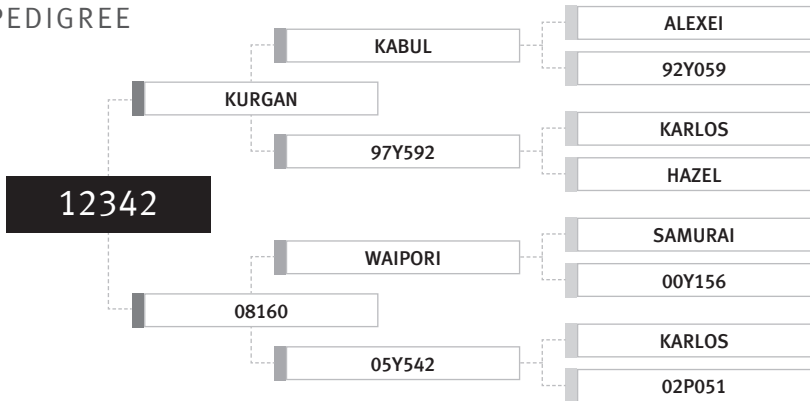 PEDIGREE
ALEXEI
KABUL
92Y059
KURGAN
KARLOS
97Y592
HAZEL
12342
SAMURAI
WAIPORI
00Y156
08160
KARLOS
05Y542
02P051